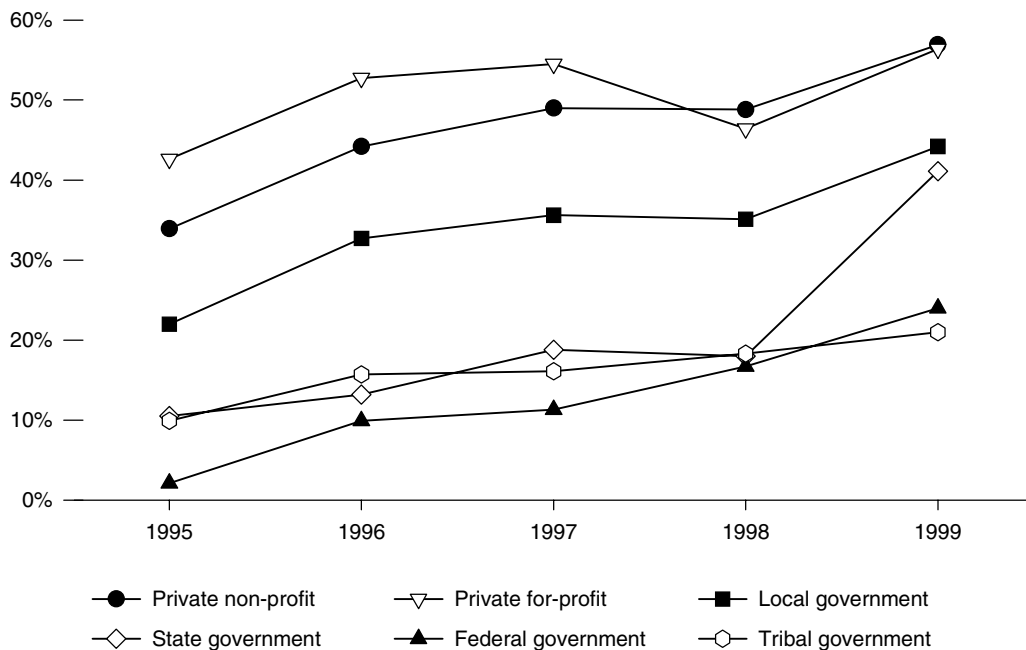 60%
50%
40%
30%
20%
10%
0%
1995 1996 1997 1998 1999
Private non-profit Private for-profit Local government
State government Federal government Tribal government